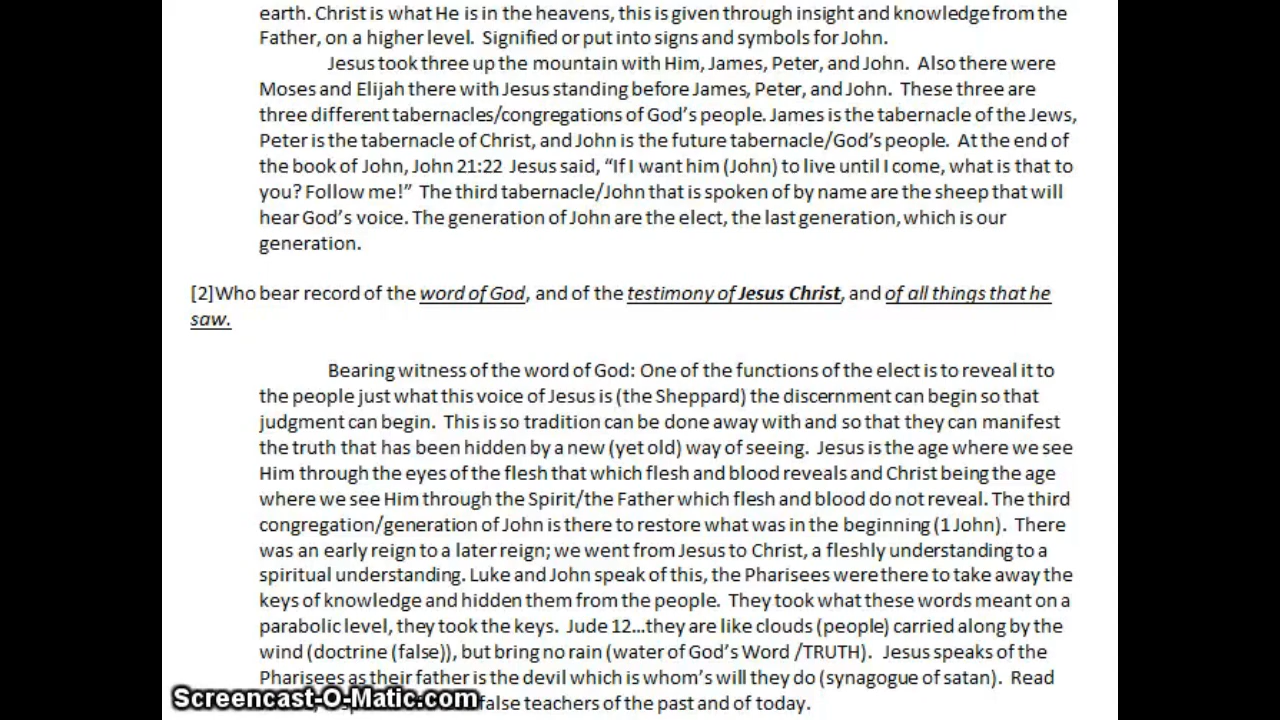 earth. Christ is what He is in the heavens, this is given through insight and knowledge from the
Father, on a higher level.  Signified or put into signs and symbols for John.
Jesus took three up the mountain with Him, James, Peter, and John.  Also there were
Moses and Elijah there with Jesus standing before James, Peter, and John.  These three are
three different tabernacles/congregations of God’s people. James is the tabernacle of the Jews,
Peter is the tabernacle of Christ, and John is the future tabernacle/God’s people.  At the end of
the book of John, John 21:22 Jesus said, “If I want him (John) to live until I come, what is that to
you? Follow me!”  The third tabernacle/John that is spoken of by name are the sheep that will
hear God’s voice. The generation of John are the elect, the last generation, which is our
generation.
[2]Who bear record of the word of God, and of the testimony of Jesus Christ, and of all things that he
saw.
Bearing witness of the word of God: One of the functions of the elect is to reveal it to
the people just what this voice of Jesus is (the Sheppard) the discernment can begin so that
judgment can begin.  This is so tradition can be done away with and so that they can manifest
the truth that has been hidden by a new (yet old) way of seeing.  Jesus is the age where we see
Him through the eyes of the flesh that which flesh and blood reveals and Christ being the age
where we see Him through the Spirit/the Father which flesh and blood do not reveal. The third
congregation/generation of John is there to restore what was in the beginning (1 John).  There
was an early reign to a later reign; we went from Jesus to Christ, a fleshly understanding to a
spiritual understanding. Luke and John speak of this, the Pharisees were there to take away the
keys of knowledge and hidden them from the people.  They took what these words meant on a
parabolic level, they took the keys.  Jude 12...they are like clouds (people) carried along by the
wind (doctrine (false)), but bring no rain (water of God’s Word /TRUTH).  Jesus speaks of the
Pharisees as their father is the devil which is whom’s will they do (synagogue of satan).  Read
false teachers of the past and of today.
Screencast-O-Matic.com